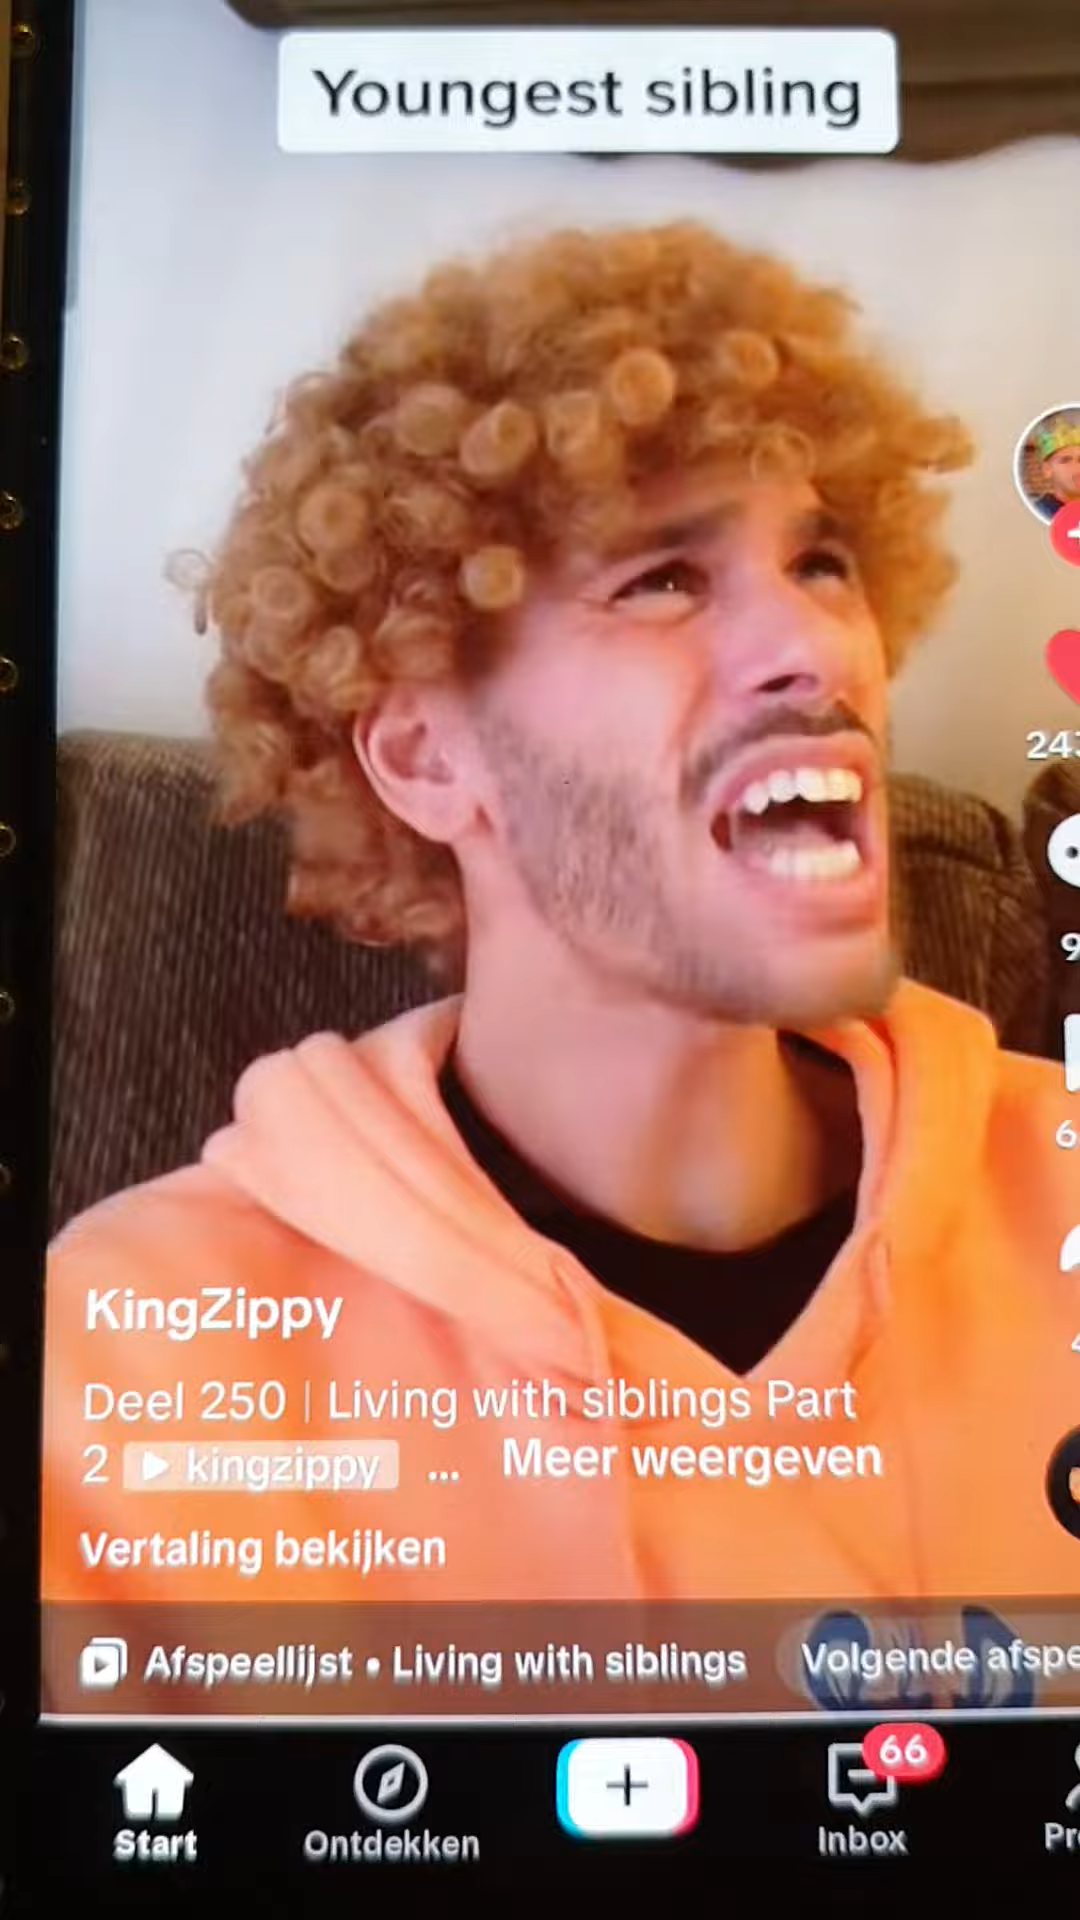 Youngest sibling
KingZippy
Deel 250 | Living with siblings Part
2 kingzippy ... Meer weergeven
Vertaling bekijken
Afspeellijst • Living with siblings
66
Start
Ontdekken
Inbox